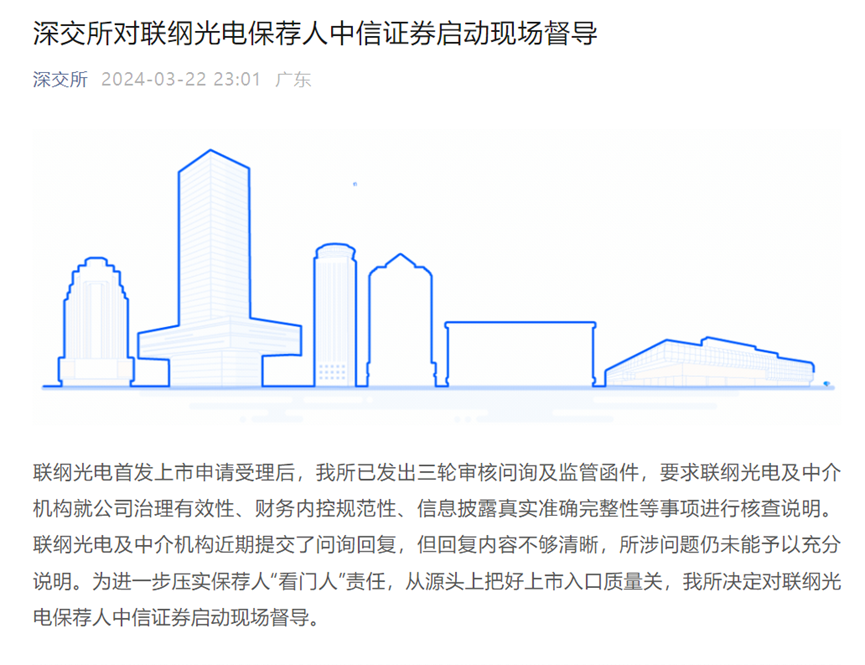 深交所对联纲光电保荐人中信证券启动现场督导
深交所 2024-03-22 23:01 广东
联纲光电首发上市申请受理后，我所已发出三轮审核问询及监管函件，要求联纲光电及中介
机构就公司治理有效性、财务内控规范性、信息披露真实准确完整性等事项进行核查说明。
联纲光电及中介机构近期提交了问询回复，但回复内容不够清晰，所涉问题仍未能予以充分
说明。为进一步压实保荐人“看门人”责任，从源头上把好上市入口质量关，我所决定对联纲光
电保荐人中信证券启动现场督导。